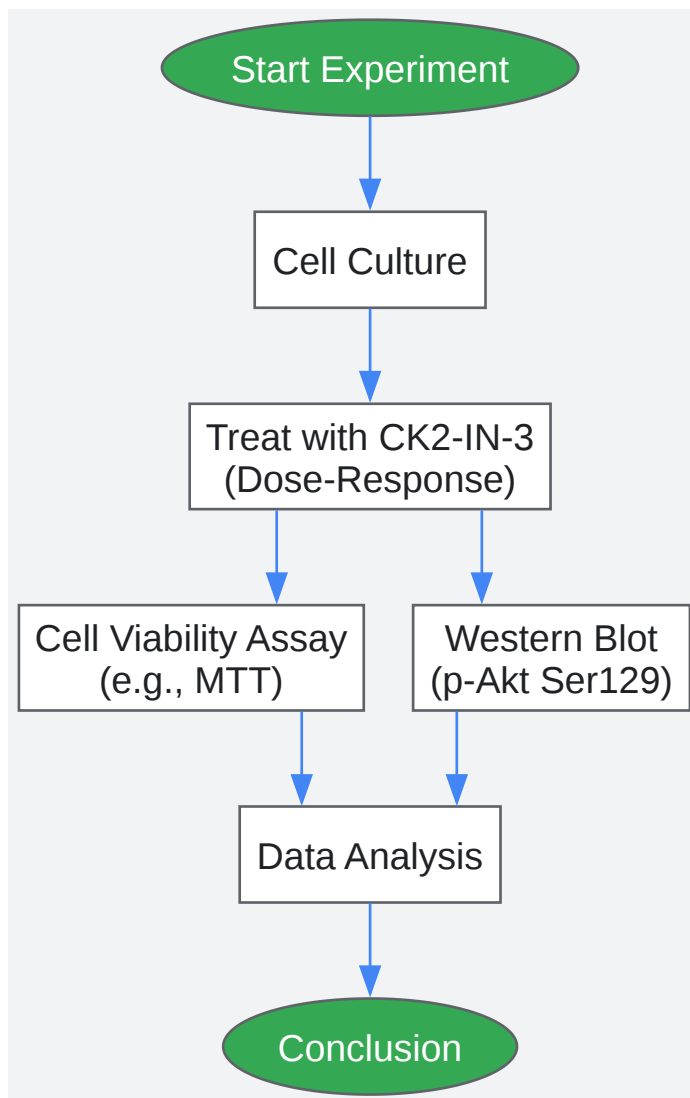 Start Experiment
Cell Culture
Treat with CK2-IN-3
(Dose-Response)
Cell Viability Assay
(e.g., MTT)
Western Blot
(p-Akt Ser129)
Data Analysis
Conclusion